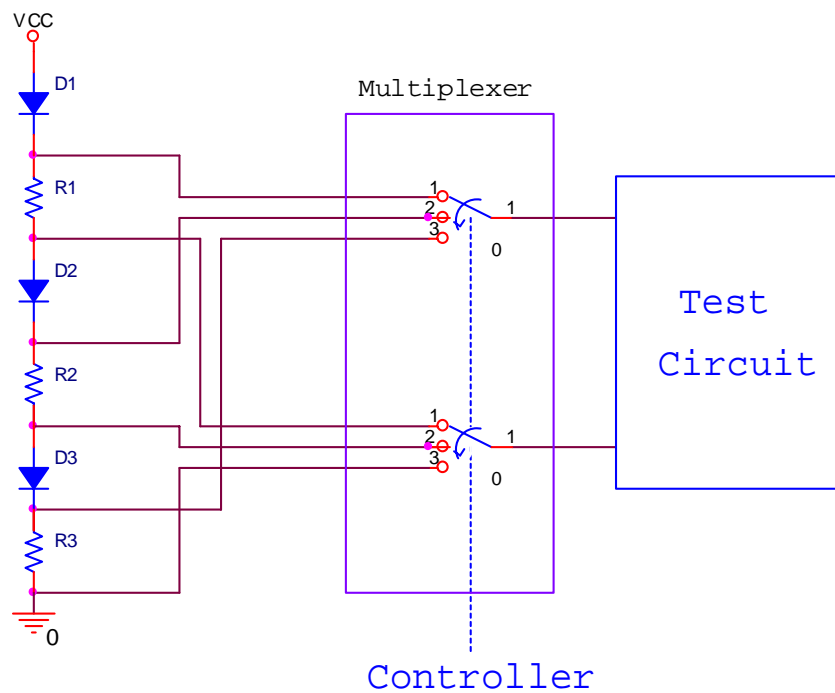 VCC
D1
R1
D2
R2
D3
R3
0
Multiplexer
1
2
3
1
0
1
2
3
1
0
Test
Circuit
Controller